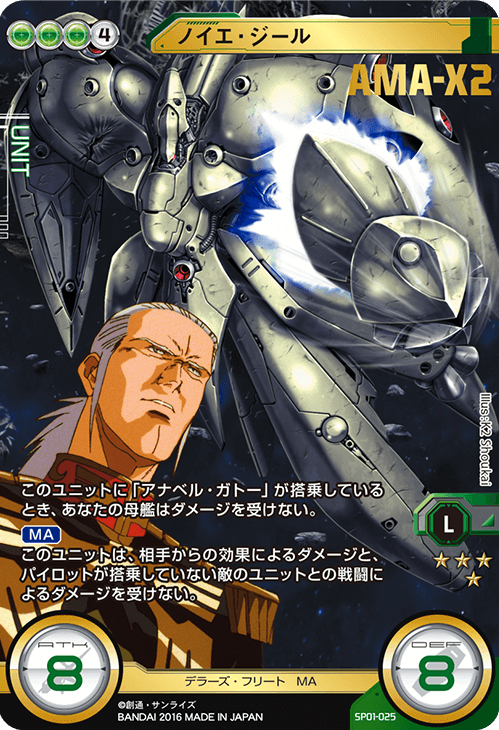 4
ノイエ・ジール
AMA-X2
UNIT
Illus:K2 Shoukai
このユニットに「アナベル・ガトー」が搭乗している
とき、あなたの母艦はダメージを受けない。
MA
このユニットは、相手からの効果によるダメージと、
パイロットが搭乗していない敵のユニットとの戦闘に
よるダメージを受けない。
L
ATK
8
DEF
8
デラーズ・フリート MA
©創通・サンライズ
BANDAI 2016 MADE IN JAPAN
SP01-025